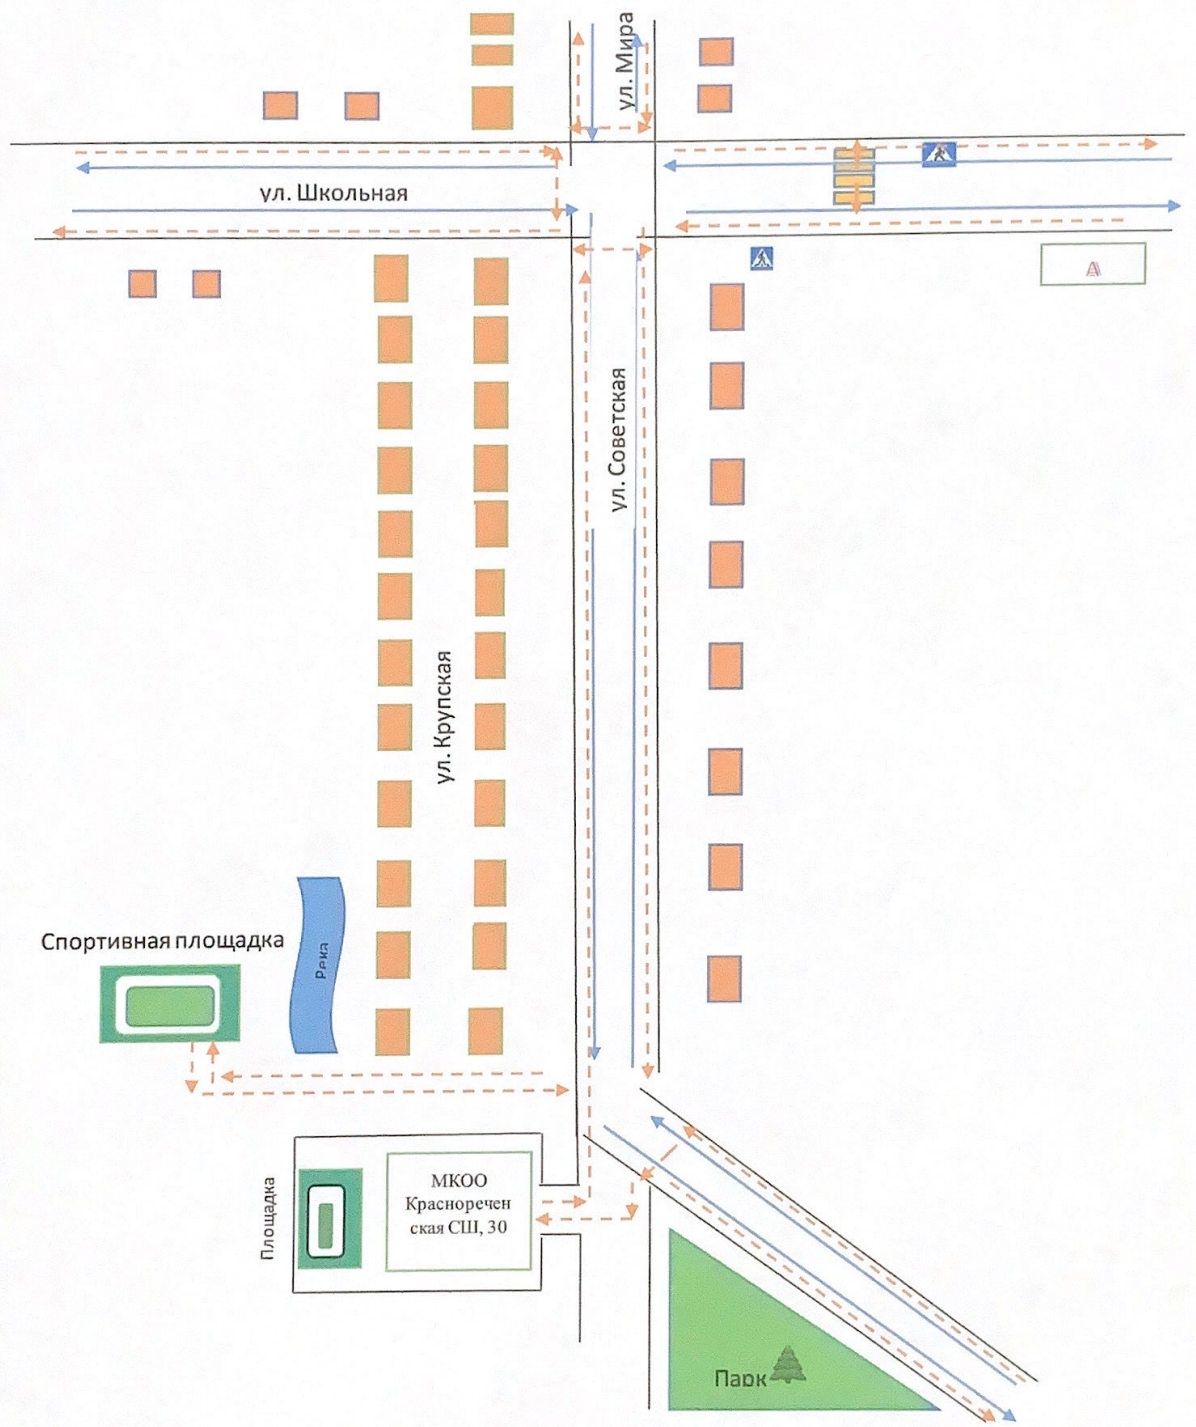 ул. Мира
ул. Школьная
ул. Советская
ул. Крупская
Спортивная площадка
Река
Площадка
МКОО
Красноречен
ская СШ, 30
Парк